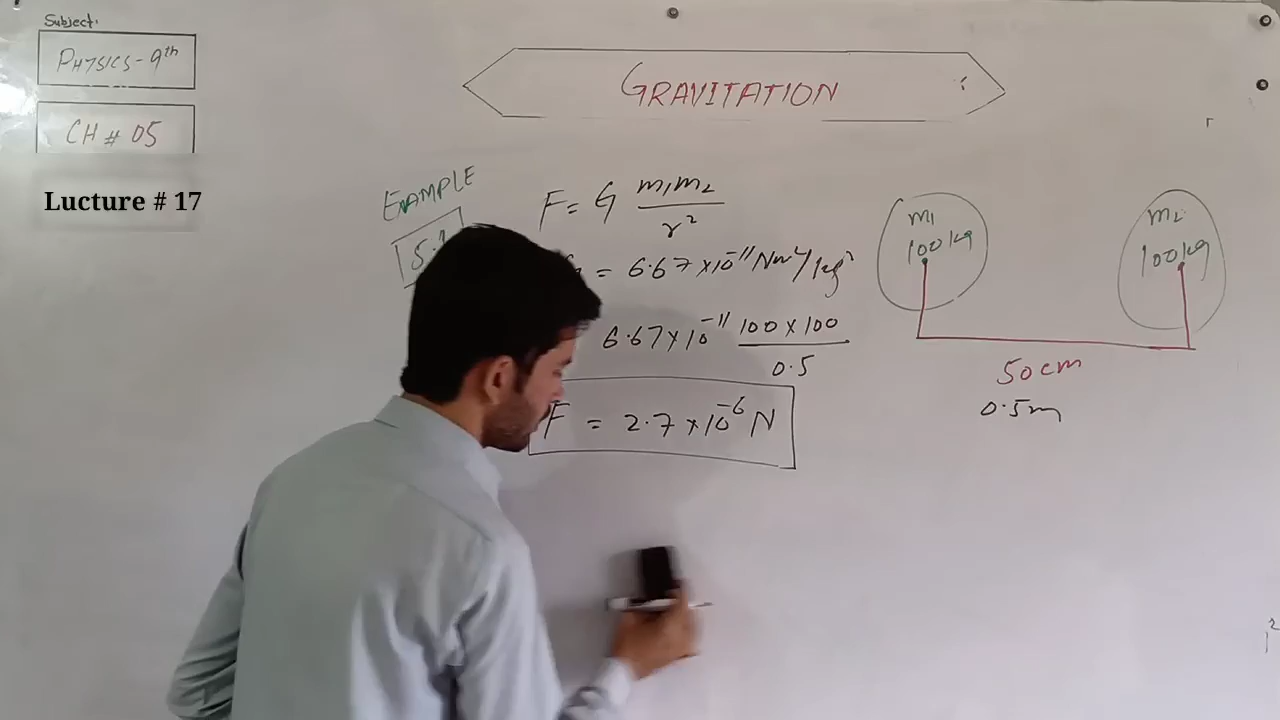 Subject:
PHYSICS - 9th
CH # 05
Lucture # 17
GRAVITATION
EXAMPLE
5.1
F = G m₁m₂ / r²
= 6.67 × 10⁻¹¹ Nm²/kg²
6.67 × 10⁻¹¹ 100 × 100 / 0.5
F = 2.7 × 10⁻⁶ N
m₁
100 kg
m₂
100 kg
50 cm
0.5 m